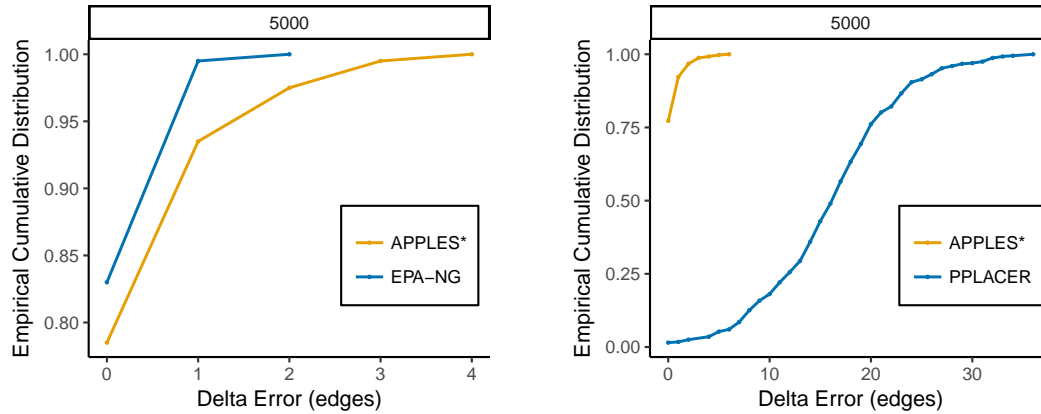 5000
Empirical Cumulative Distribution
1.00
0.95
0.90
0.85
0.80
APPLES*
EPA−NG
0
1
2
3
4
Delta Error (edges)
5000
Empirical Cumulative Distribution
1.00
0.75
0.50
0.25
0.00
APPLES*
PPLACER
0
10
20
30
Delta Error (edges)